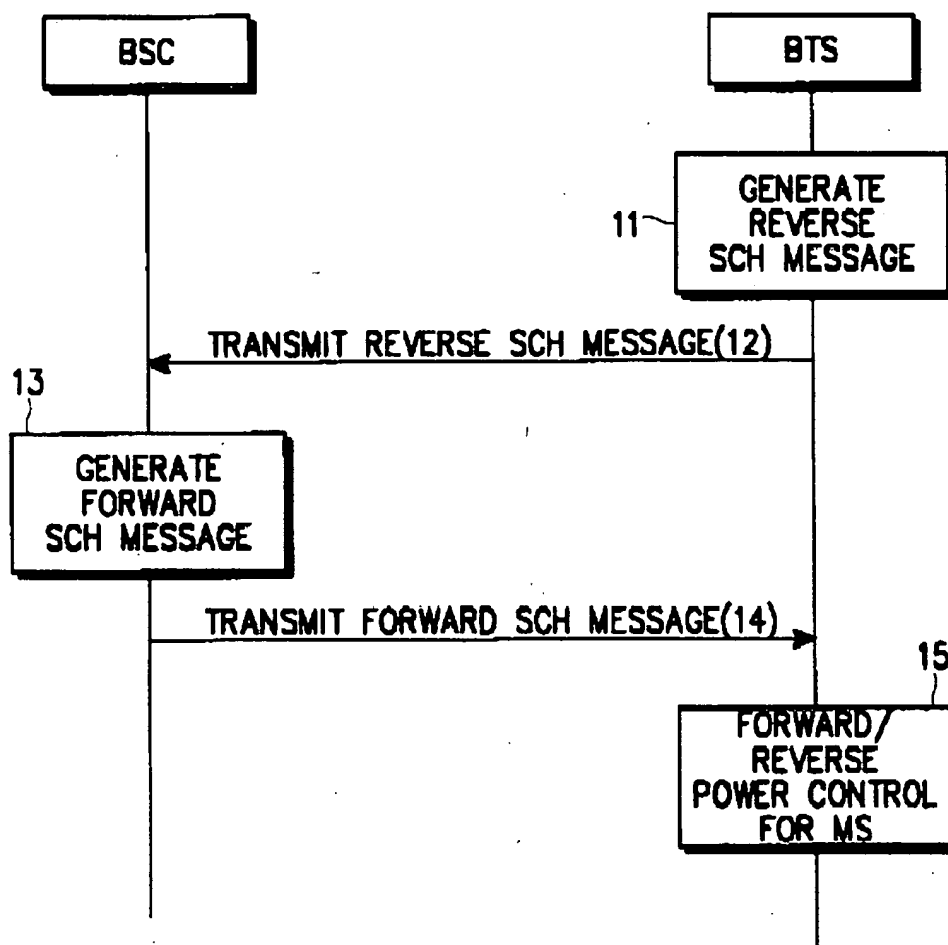 BSC
BTS
11
GENERATE
REVERSE
SCH MESSAGE
TRANSMIT REVERSE SCH MESSAGE(12)
13
GENERATE
FORWARD
SCH MESSAGE
TRANSMIT FORWARD SCH MESSAGE(14)
15
FORWARD/
REVERSE
POWER CONTROL
FOR MS